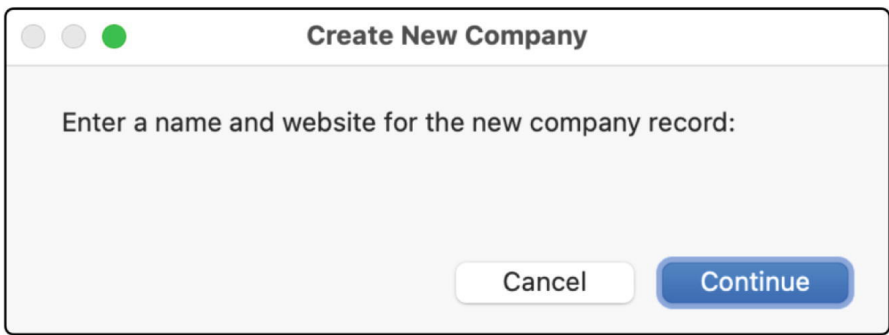 Create New Company
Enter a name and website for the new company record:
Cancel
Continue